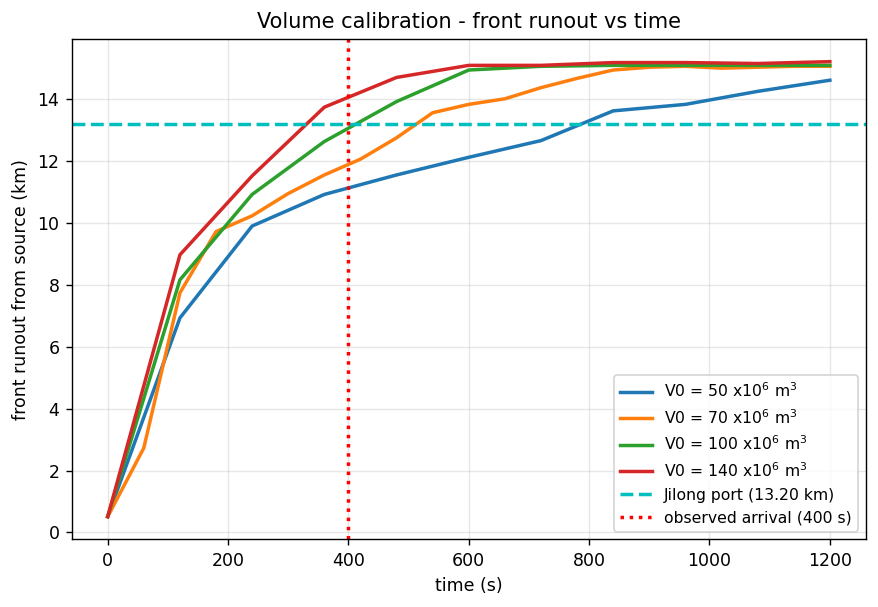 Volume calibration - front runout vs time
front runout from source (km)
14
12
10
8
6
4
2
0
0 200 400 600 800 1000 1200
time (s)
V0 = 50 x10⁶ m³
V0 = 70 x10⁶ m³
V0 = 100 x10⁶ m³
V0 = 140 x10⁶ m³
Jilong port (13.20 km)
observed arrival (400 s)